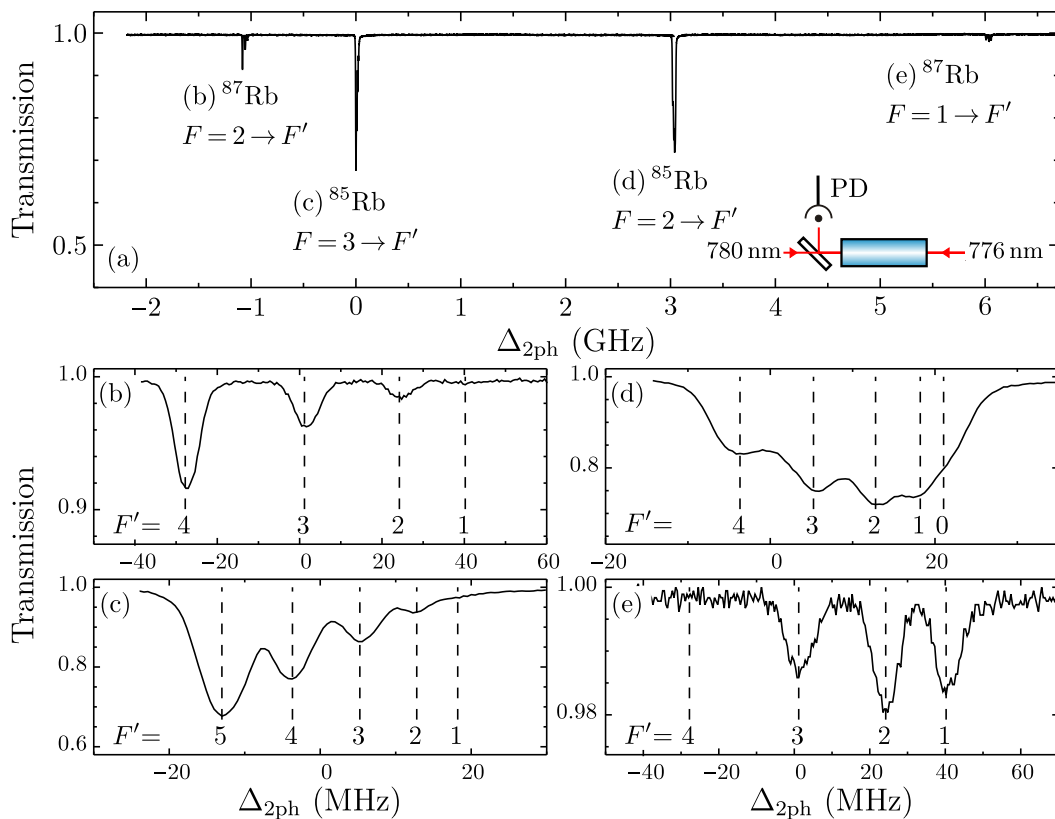 Transmission
1.0
0.5
(a)
(b) ⁸⁷Rb
F = 2 → F′
(c) ⁸⁵Rb
F = 3 → F′
(d) ⁸⁵Rb
F = 2 → F′
(e) ⁸⁷Rb
F = 1 → F′
PD
780 nm
776 nm
−2 −1 0 1 2 3 4 5 6
Δ2ph (GHz)
Transmission
(b)
1.0
0.9
F′= 4 3 2 1
−40 −20 0 20 40 60
(d)
1.0
0.8
F′= 4 3 2 1 0
−20 0 20
(c)
1.0
0.9
0.8
0.7
0.6
F′= 5 4 3 2 1
−20 0 20
Δ2ph (MHz)
(e)
1.00
0.98
F′= 4 3 2 1
−40 −20 0 20 40 60
Δ2ph (MHz)